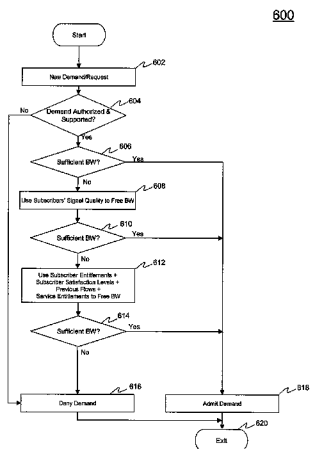 600
Start
602
New Demand/Request
604
No
Demand Authorized &
Supported?
Yes
606
Sufficient BW?
Yes
No
608
Use Subscribers' Signal Quality to Free BW
610
Sufficient BW?
Yes
No
612
Use Subscriber Entitlements +
Subscriber Satisfaction Levels +
Previous Flows +
Service Entitlements to Free BW
614
Sufficient BW?
Yes
No
616
Deny Demand
618
Admit Demand
620
Exit